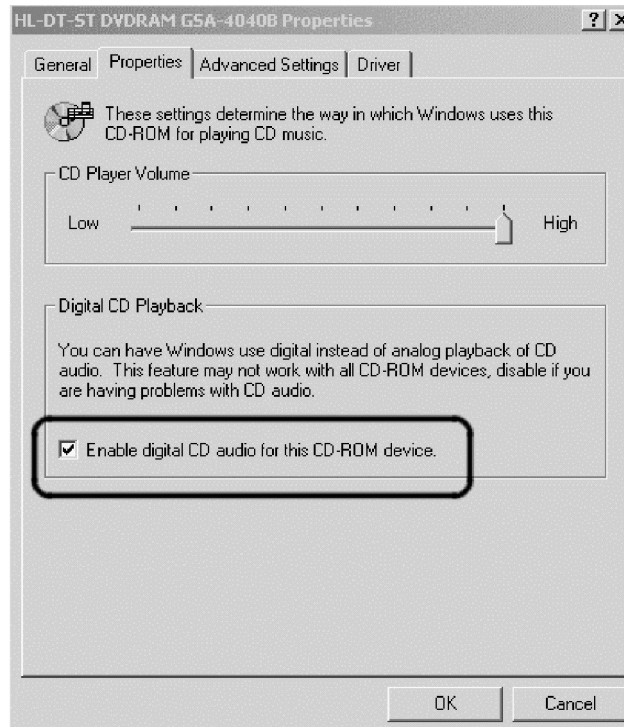 HL-DT-ST DVDRAM GSA-4040B Properties
General Properties Advanced Settings Driver
These settings determine the way in which Windows uses this
CD-ROM for playing CD music.
CD Player Volume
Low High
Digital CD Playback
You can have Windows use digital instead of analog playback of CD
audio. This feature may not work with all CD-ROM devices, disable if you
are having problems with CD audio.
Enable digital CD audio for this CD-ROM device.
OK Cancel